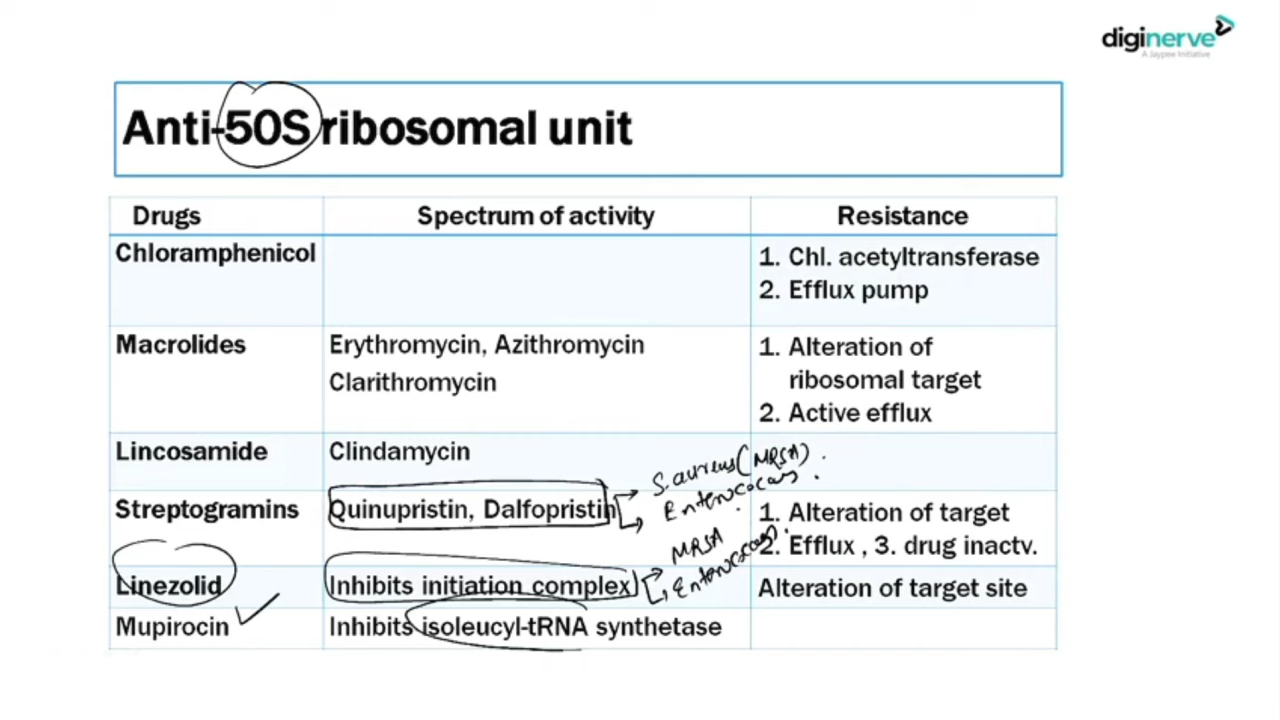 diginerve
A Jaypee Initiative
Anti-50S ribosomal unit
Drugs
Spectrum of activity
Resistance
Chloramphenicol
1. Chl. acetyltransferase
2. Efflux pump
Macrolides
Erythromycin, Azithromycin
Clarithromycin
1. Alteration of
ribosomal target
2. Active efflux
Lincosamide
Clindamycin
S. aureus (MRSA).
Enterococcus.
Streptogramins
Quinupristin, Dalfopristin
1. Alteration of target
2. Efflux , 3. drug inactv.
MRSA
Enterococcus.
Linezolid
Inhibits initiation complex
Alteration of target site
Mupirocin
Inhibits isoleucyl-tRNA synthetase